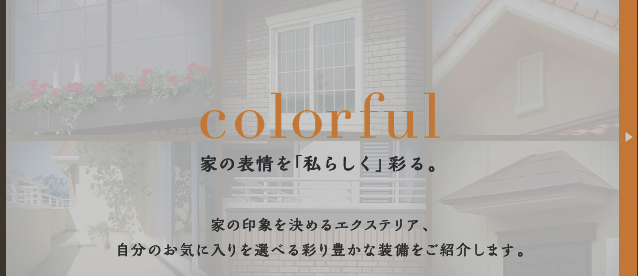 colorful
家の表情を「私らしく」彩る。
家の印象を決めるエクステリア、
自分のお気に入りを選べる彩り豊かな装備をご紹介します。